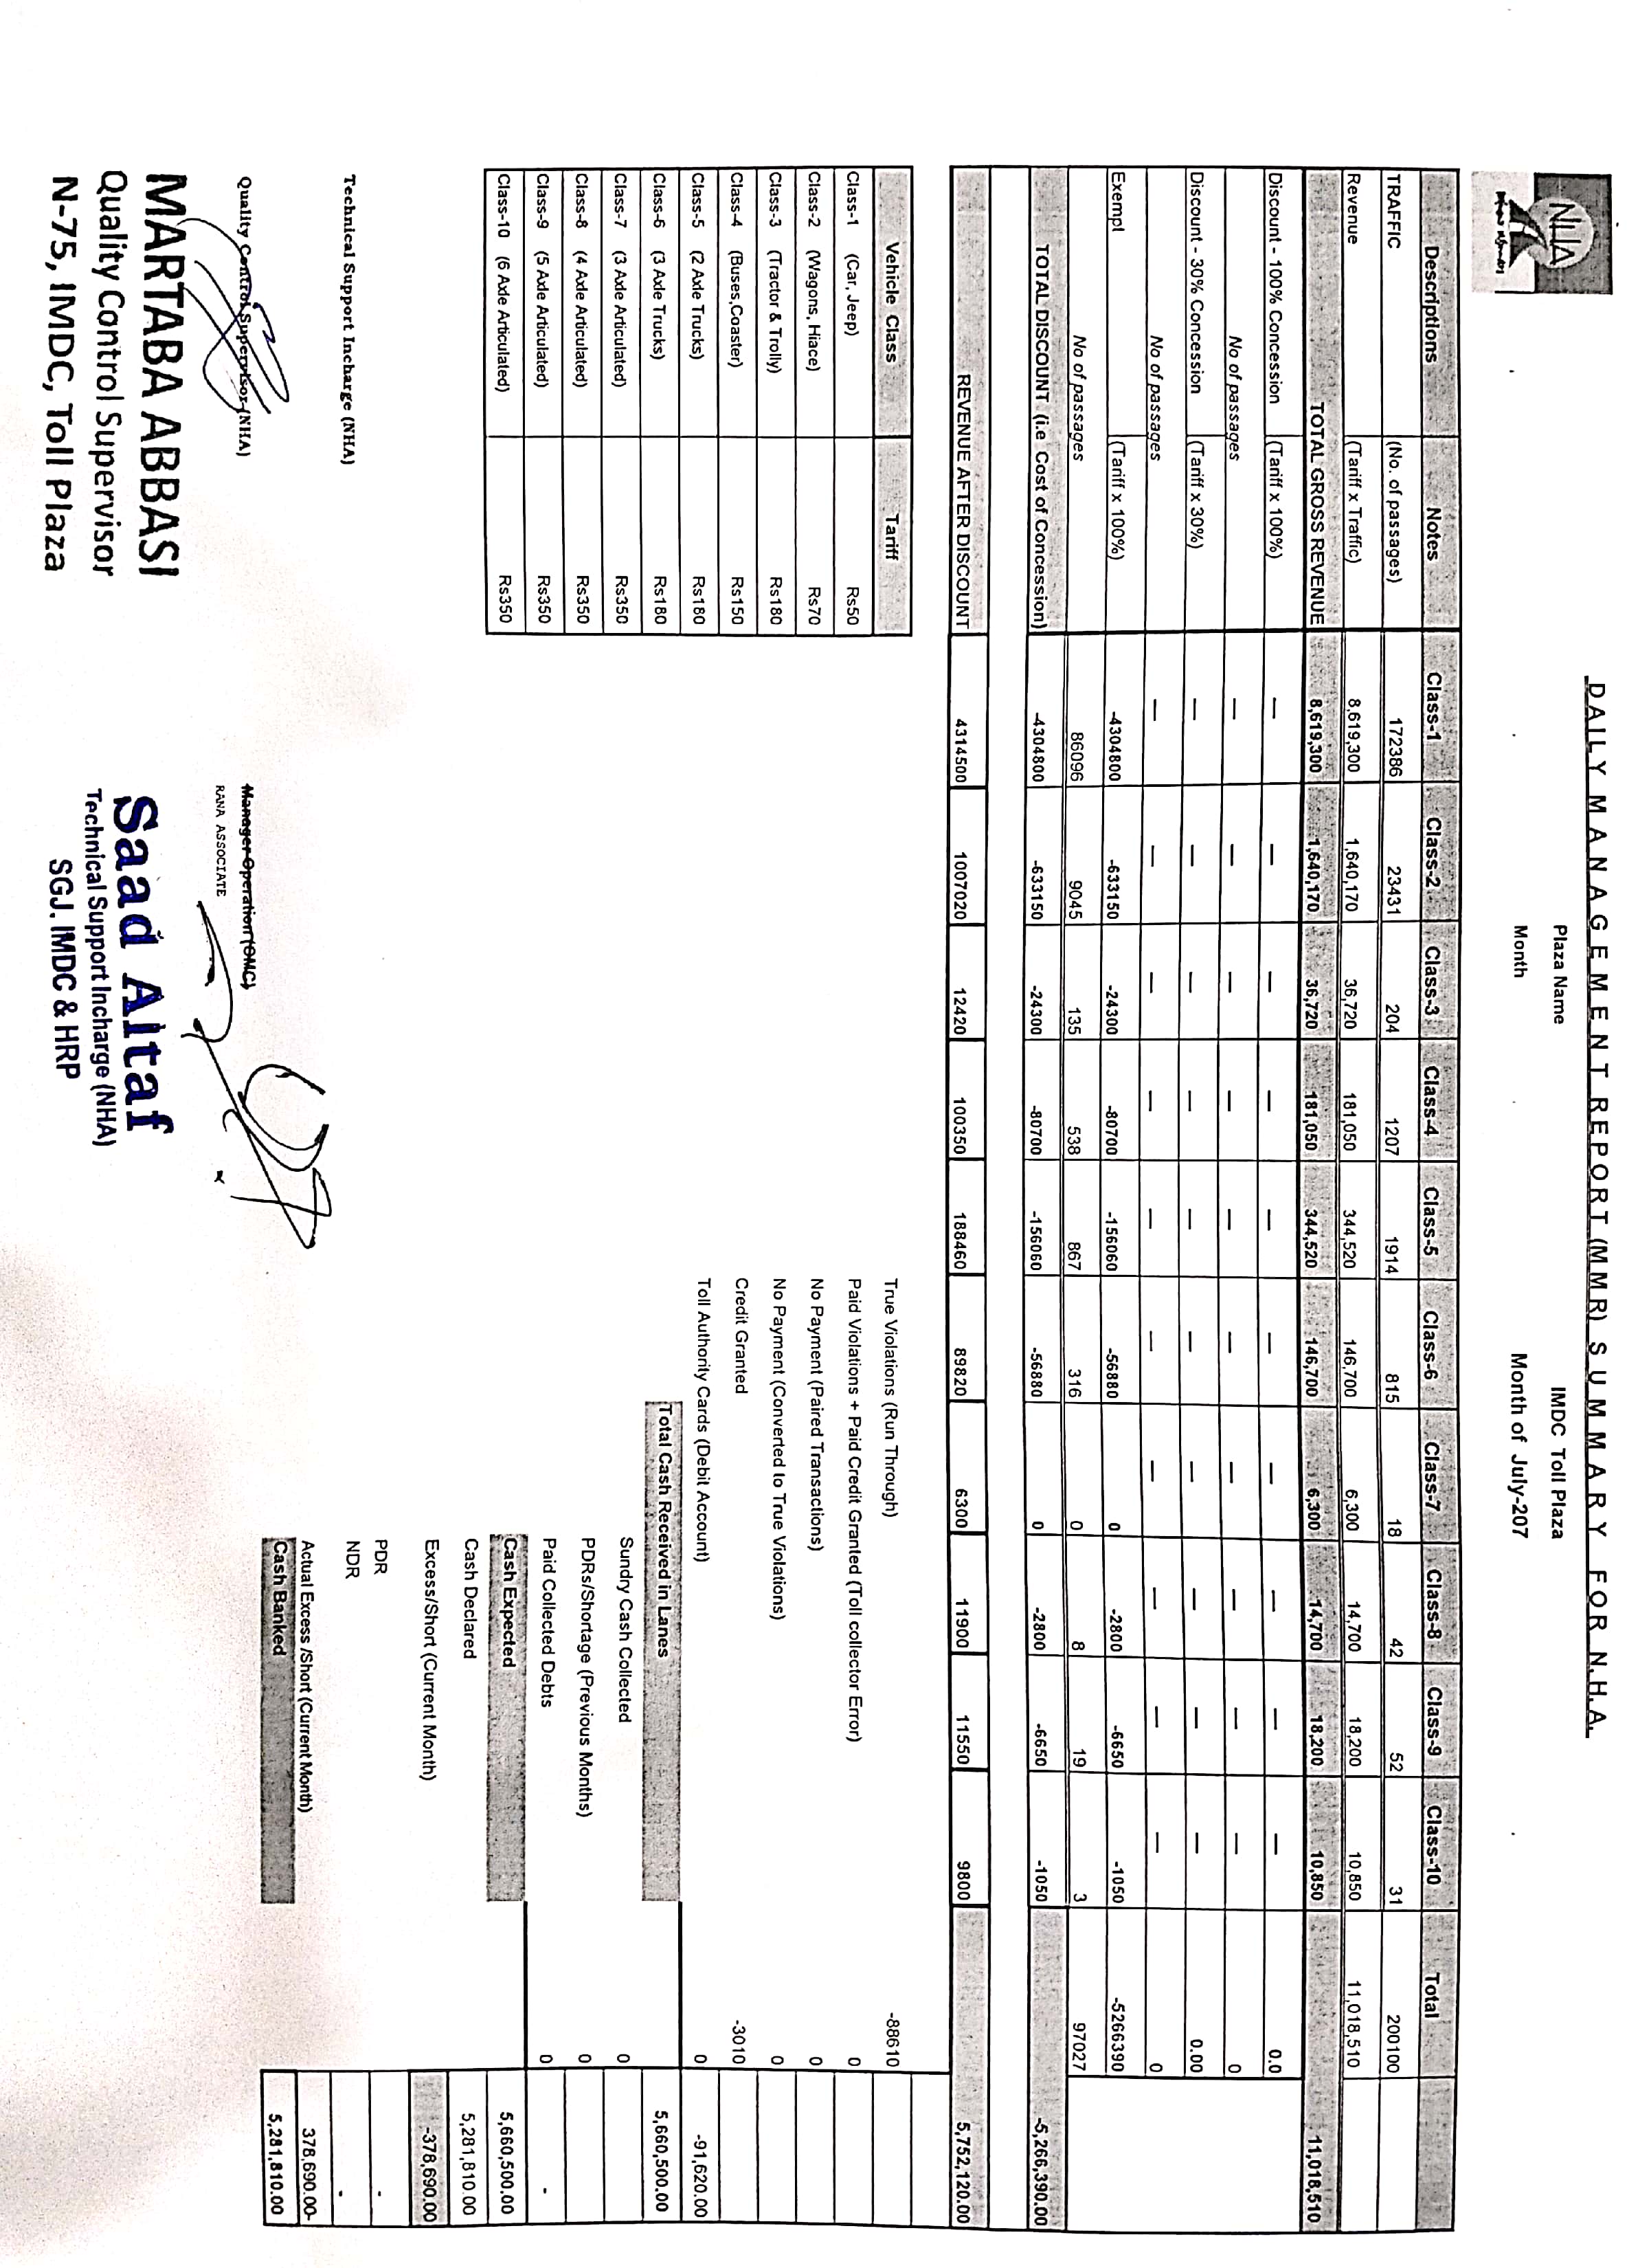 NHA
DAILY MANAGEMENT REPORT (MMR) SUMMARY FOR N.H.A.
Plaza Name IMDC Toll Plaza
Month Month of July-207
Descriptions Notes Class-1 Class-2 Class-3 Class-4 Class-5 Class-6 Class-7 Class-8 Class-9 Class-10 Total
TRAFFIC (No. of passages) 172386 23431 204 1207 1914 815 18 42 52 31 200100
Revenue (Tariff x Traffic) 8,619,300 1,640,170 36,720 181,050 344,520 146,700 6,300 14,700 18,200 10,850 11,018,510
TOTAL GROSS REVENUE 8,619,300 1,640,170 36,720 181,050 344,520 146,700 6,300 14,700 18,200 10,850 11,018,510
Discount - 100% Concession (Tariff x 100%) — — — — — — — — — — 0.0
No of passages — — — — — — — — — — 0
Discount - 30% Concession (Tariff x 30%) — — — — — — — — — — 0.00
No of passages — — — — — — — — — — 0
Exempt (Tariff x 100%) -4304800 -633150 -24300 -80700 -156060 -56880 0 -2800 -6650 -1050 -5266390
No of passages 86096 9045 135 538 867 316 0 8 19 3 97027
TOTAL DISCOUNT (i.e Cost of Concession) -4304800 -633150 -24300 -80700 -156060 -56880 0 -2800 -6650 -1050 -5,266,390.00
REVENUE AFTER DISCOUNT 4314500 1007020 12420 100350 188460 89820 6300 11900 11550 9800 5,752,120.00
Vehicle Class Tariff
Class-1 (Car, Jeep) Rs50
Class-2 (Wagons, Hiace) Rs70
Class-3 (Tractor & Trolly) Rs180
Class-4 (Buses,Coaster) Rs150
Class-5 (2 Axle Trucks) Rs180
Class-6 (3 Axle Trucks) Rs180
Class-7 (3 Axle Articulated) Rs350
Class-8 (4 Axle Articulated) Rs350
Class-9 (5 Axle Articulated) Rs350
Class-10 (6 Axle Articulated) Rs350
True Violations (Run Through) -88610
Paid Violations + Paid Credit Granted (Toll collector Error) 0
No Payment (Paired Transactions) 0
No Payment (Converted to True Violations) 0
Credit Granted -3010
Toll Authority Cards (Debit Account) 0 -91,620.00
Total Cash Received in Lanes 5,660,500.00
Sundry Cash Collected 0
PDRs/Shortage (Previous Months) 0
Paid Collected Debts 0 -
Cash Expected 5,660,500.00
Cash Declared 5,281,810.00
Excess/Short (Current Month) -378,690.00
PDR -
NDR -
Actual Excess /Short (Current Month) 378,690.00-
Cash Banked 5,281,810.00
Technical Support Incharge (NHA)
Quality Control Supervisor (NHA)
MARTABA ABBASI
Quality Control Supervisor
N-75, IMDC, Toll Plaza
Manager Operation (OMC)
RANA ASSOCIATE
Saad Altaf
Technical Support Incharge (NHA)
SGJ. IMDC & HRP